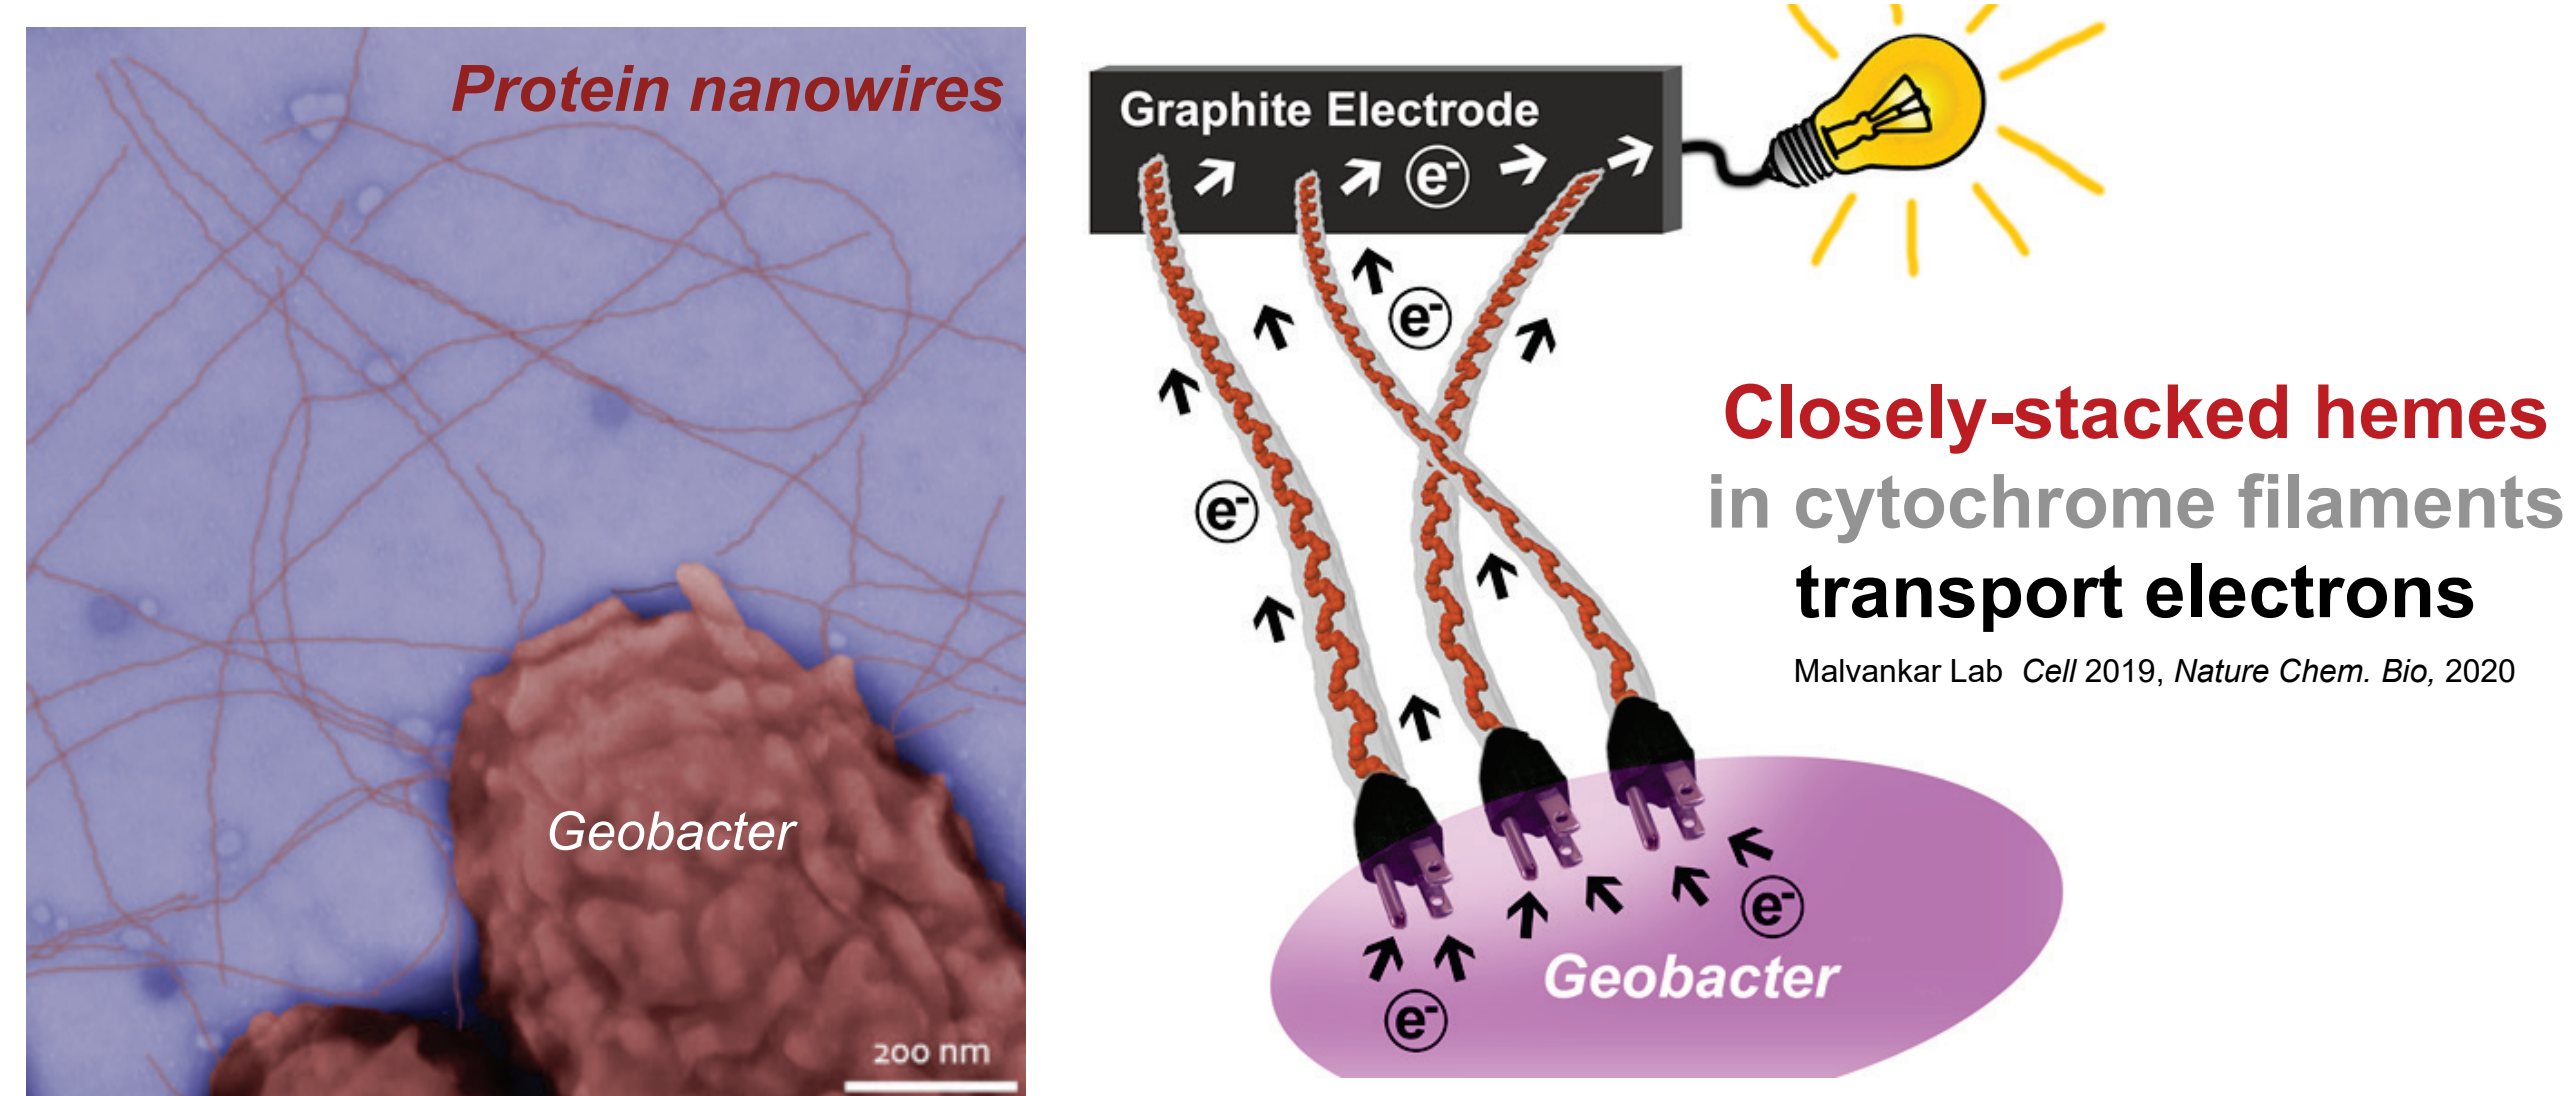 Protein nanowires
Geobacter
200 nm
Graphite Electrode
e-
e-
e-
Closely-stacked hemes
in cytochrome filaments
transport electrons
Malvankar Lab Cell 2019, Nature Chem. Bio, 2020
e-
Geobacter
e-